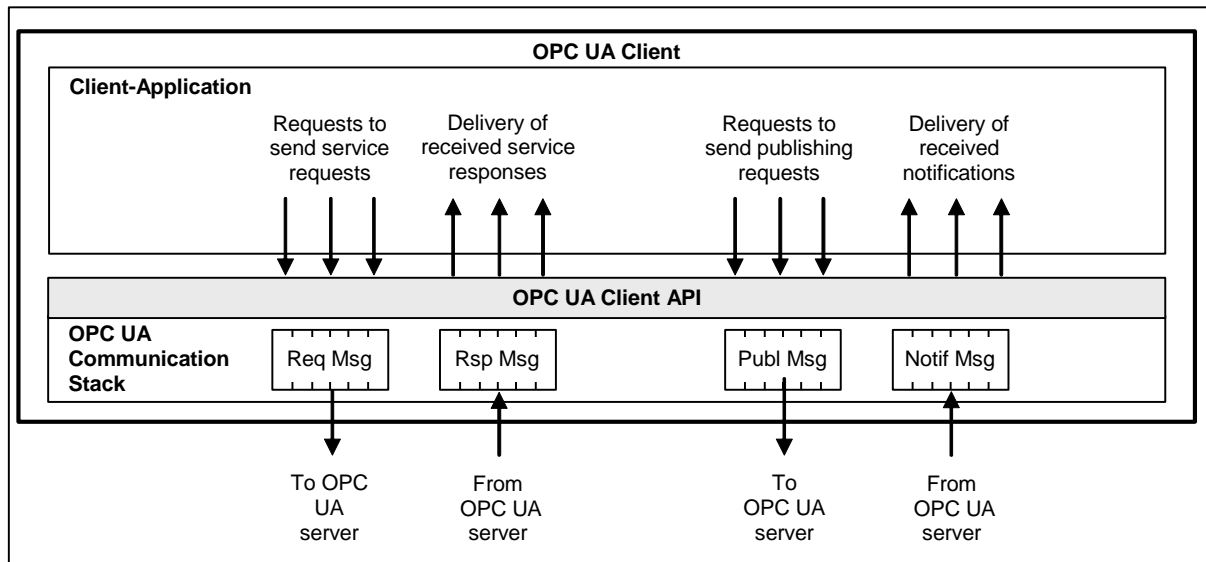 OPC UA Client
Client-Application
Requests to
send service
requests
Delivery of
received service
responses
Requests to
send publishing
requests
Delivery of
received
notifications
OPC UA Client API
OPC UA
Communication
Stack
Req Msg
Rsp Msg
Publ Msg
Notif Msg
To OPC
UA
server
From
OPC UA
server
To
OPC UA
server
From
OPC UA
server